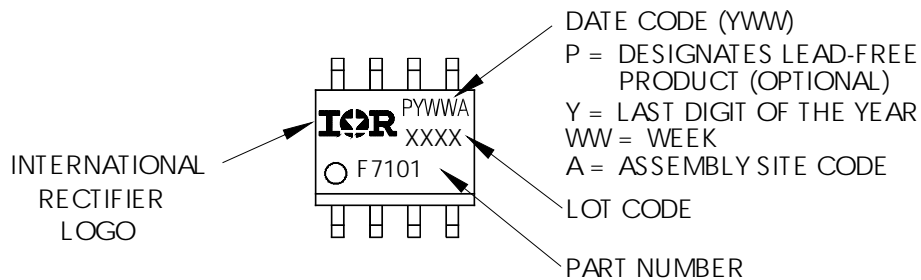 DATE CODE (YWW)
P = DESIGNATES LEAD-FREE
PRODUCT (OPTIONAL)
Y = LAST DIGIT OF THE YEAR
WW = WEEK
A = ASSEMBLY SITE CODE
LOT CODE
PART NUMBER
INTERNATIONAL
RECTIFIER
LOGO
IOR
PYWWA
XXXX
F7101